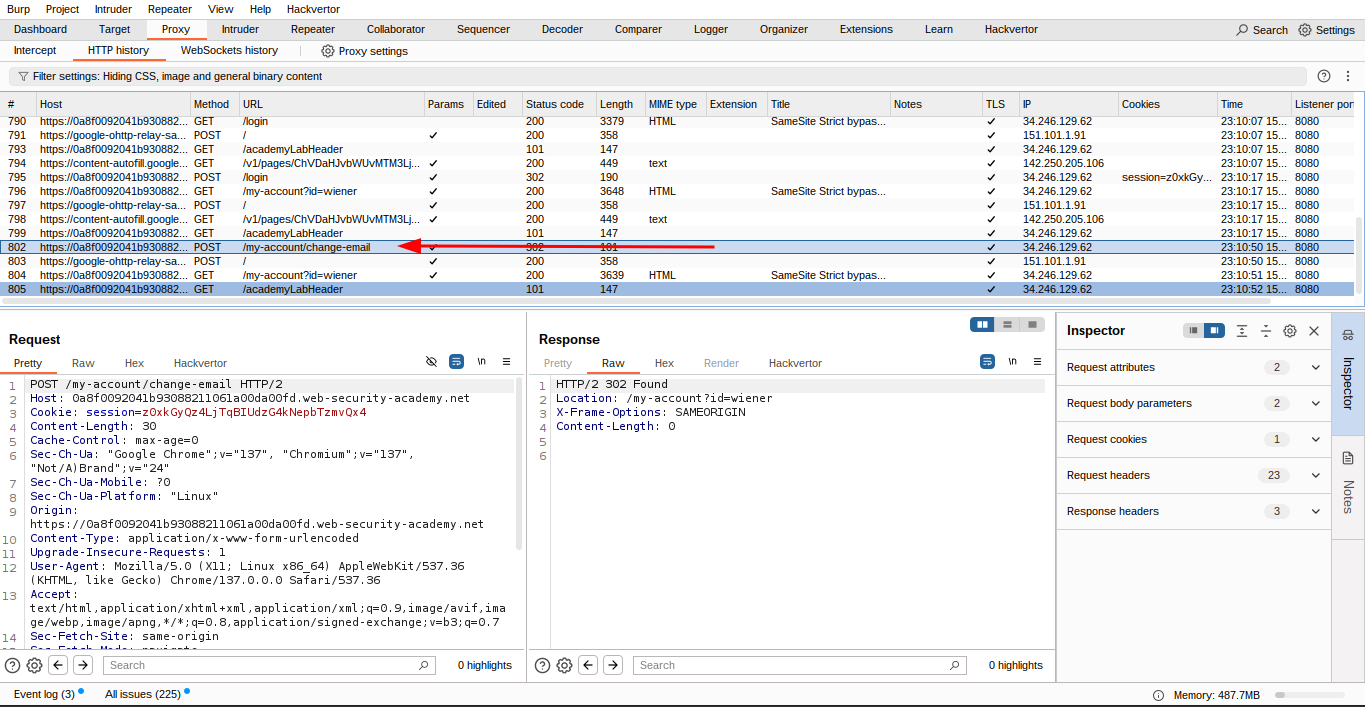 Burp Project Intruder Repeater View Help Hackvertor
Dashboard Target Proxy Intruder Repeater Collaborator Sequencer Decoder Comparer Logger Organizer Extensions Learn Hackvertor Search Settings
Intercept HTTP history WebSockets history Proxy settings
Filter settings: Hiding CSS, image and general binary content
# Host Method URL Params Edited Status code Length MIME type Extension Title Notes TLS IP Cookies Time Listener port
790 https://0a8f0092041b930882... GET /login 200 3379 HTML SameSite Strict bypas... ✓ 34.246.129.62 23:10:07 15... 8080
791 https://google-ohttp-relay-sa... POST / ✓ 200 358 ✓ 151.101.1.91 23:10:07 15... 8080
793 https://0a8f0092041b930882... GET /academyLabHeader 101 147 ✓ 34.246.129.62 23:10:07 15... 8080
794 https://content-autofill.google... GET /v1/pages/ChVDaHJvbWUvMTM3Lj... ✓ 200 449 text ✓ 142.250.205.106 23:10:07 15... 8080
795 https://0a8f0092041b930882... POST /login ✓ 302 190 ✓ 34.246.129.62 session=z0xkGy... 23:10:17 15... 8080
796 https://0a8f0092041b930882... GET /my-account?id=wiener ✓ 200 3648 HTML SameSite Strict bypas... ✓ 34.246.129.62 23:10:17 15... 8080
797 https://google-ohttp-relay-sa... POST / ✓ 200 358 ✓ 151.101.1.91 23:10:17 15... 8080
798 https://content-autofill.google... GET /v1/pages/ChVDaHJvbWUvMTM3Lj... ✓ 200 449 text ✓ 142.250.205.106 23:10:17 15... 8080
799 https://0a8f0092041b930882... GET /academyLabHeader 101 147 ✓ 34.246.129.62 23:10:17 15... 8080
802 https://0a8f0092041b930882... POST /my-account/change-email ✓ 302 101 ✓ 34.246.129.62 23:10:50 15... 8080
803 https://google-ohttp-relay-sa... POST / ✓ 200 358 ✓ 151.101.1.91 23:10:50 15... 8080
804 https://0a8f0092041b930882... GET /my-account?id=wiener ✓ 200 3639 HTML SameSite Strict bypas... ✓ 34.246.129.62 23:10:51 15... 8080
805 https://0a8f0092041b930882... GET /academyLabHeader 101 147 ✓ 34.246.129.62 23:10:52 15... 8080
Request
Pretty Raw Hex Hackvertor \n
1 POST /my-account/change-email HTTP/2
2 Host: 0a8f0092041b93088211061a00da00fd.web-security-academy.net
3 Cookie: session=z0xkGyQz4LjTqBIUdzG4kNepbTzmvQx4
4 Content-Length: 30
5 Cache-Control: max-age=0
6 Sec-Ch-Ua: "Google Chrome";v="137", "Chromium";v="137",
"Not/A)Brand";v="24"
7 Sec-Ch-Ua-Mobile: ?0
8 Sec-Ch-Ua-Platform: "Linux"
9 Origin:
https://0a8f0092041b93088211061a00da00fd.web-security-academy.net
10 Content-Type: application/x-www-form-urlencoded
11 Upgrade-Insecure-Requests: 1
12 User-Agent: Mozilla/5.0 (X11; Linux x86_64) AppleWebKit/537.36
(KHTML, like Gecko) Chrome/137.0.0.0 Safari/537.36
13 Accept:
text/html,application/xhtml+xml,application/xml;q=0.9,image/avif,ima
ge/webp,image/apng,*/*;q=0.8,application/signed-exchange;v=b3;q=0.7
14 Sec-Fetch-Site: same-origin
Search 0 highlights
Response
Pretty Raw Hex Render Hackvertor \n
1 HTTP/2 302 Found
2 Location: /my-account?id=wiener
3 X-Frame-Options: SAMEORIGIN
4 Content-Length: 0
5
6
Search 0 highlights
Inspector
Request attributes 2
Request body parameters 2
Request cookies 1
Request headers 23
Response headers 3
Inspector
Notes
Event log (3) All issues (225) Memory: 487.7MB